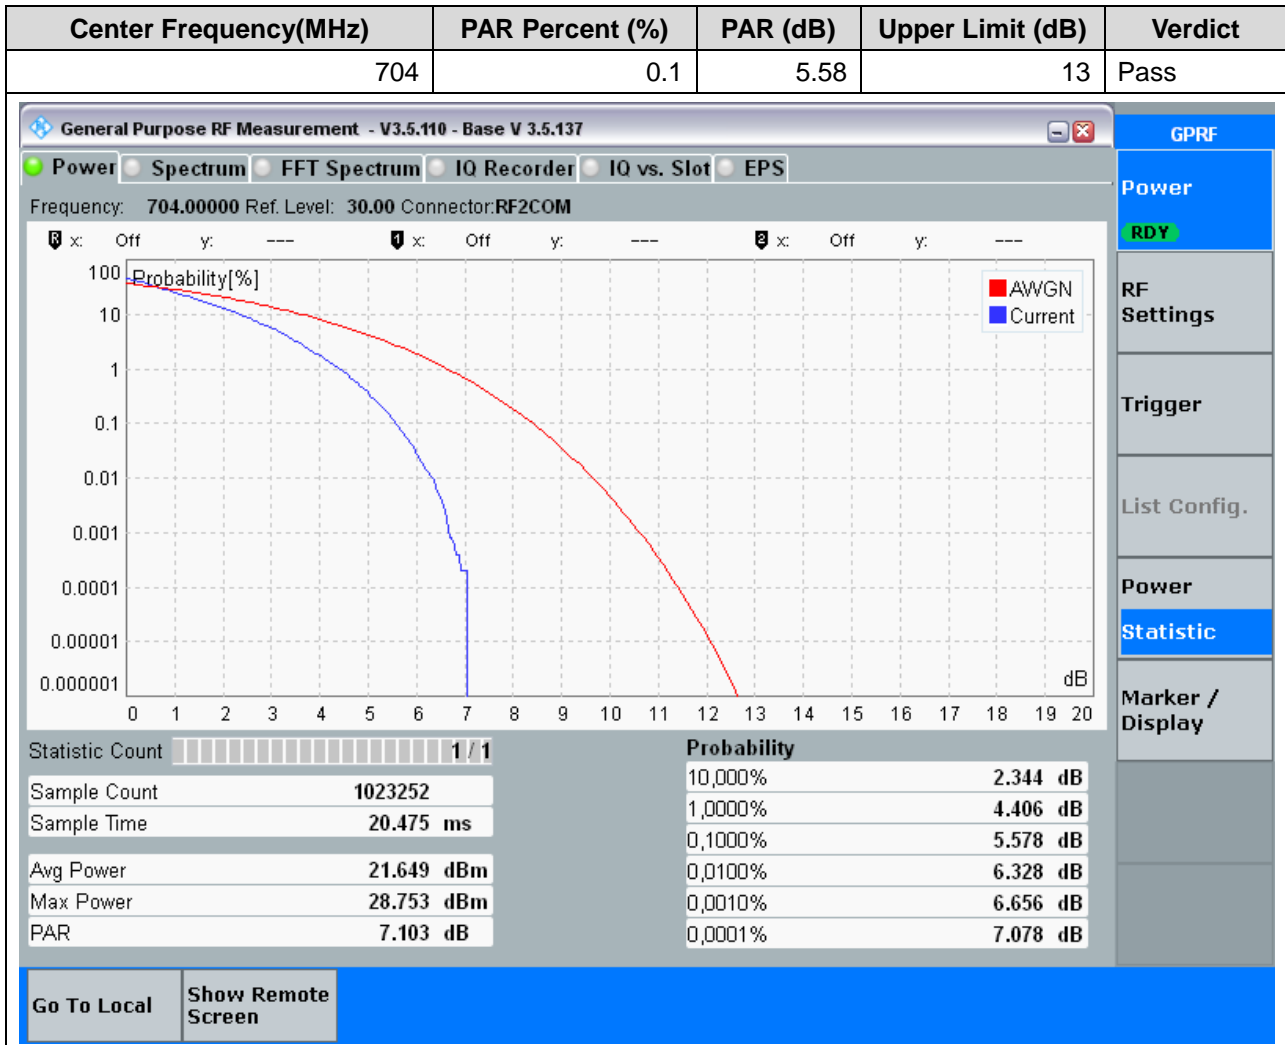 Center Frequency(MHz) PAR Percent (%) PAR (dB) Upper Limit (dB) Verdict
704 0.1 5.58 13 Pass
General Purpose RF Measurement - V3.5.110 - Base V 3.5.137
GPRF
Power Spectrum FFT Spectrum IQ Recorder IQ vs. Slot EPS
Frequency: 704.00000 Ref. Level: 30.00 Connector:RF2COM
R x: Off y: --- 1 x: Off y: --- 2 x: Off y: ---
Probability[%]
AWGN
Current
100
10
1
0.1
0.01
0.001
0.0001
0.00001
0.000001
dB
0 1 2 3 4 5 6 7 8 9 10 11 12 13 14 15 16 17 18 19 20
Statistic Count 1 / 1
Sample Count 1023252
Sample Time 20.475 ms
Avg Power 21.649 dBm
Max Power 28.753 dBm
PAR 7.103 dB
Probability
10,000% 2.344 dB
1,0000% 4.406 dB
0,1000% 5.578 dB
0,0100% 6.328 dB
0,0010% 6.656 dB
0,0001% 7.078 dB
Power
RDY
RF
Settings
Trigger
List Config.
Power
Statistic
Marker /
Display
Go To Local
Show Remote
Screen